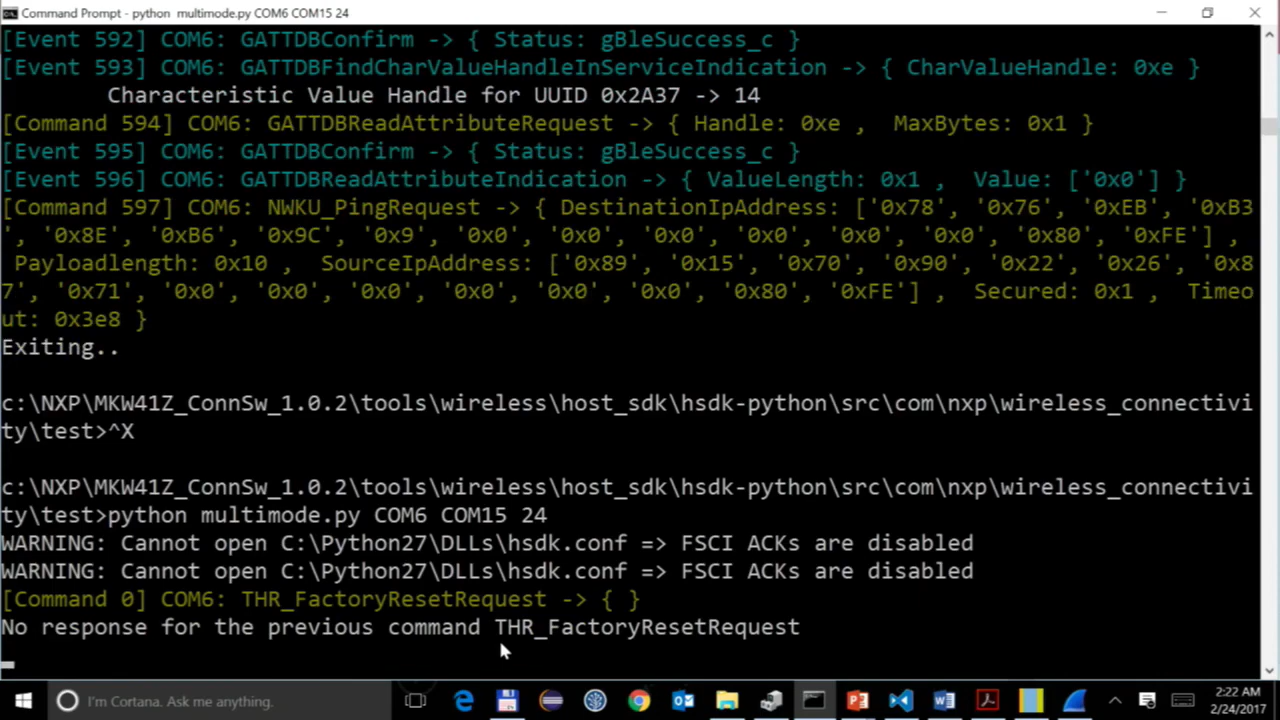 Command Prompt - python  multimode.py COM6 COM15 24
[Event 592] COM6: GATTDBConfirm -> { Status: gBleSuccess_c }
[Event 593] COM6: GATTDBFindCharValueHandleInServiceIndication -> { CharValueHandle: 0xe }
        Characteristic Value Handle for UUID 0x2A37 -> 14
[Command 594] COM6: GATTDBReadAttributeRequest -> { Handle: 0xe ,  MaxBytes: 0x1 }
[Event 595] COM6: GATTDBConfirm -> { Status: gBleSuccess_c }
[Event 596] COM6: GATTDBReadAttributeIndication -> { ValueLength: 0x1 ,  Value: ['0x0'] }
[Command 597] COM6: NWKU_PingRequest -> { DestinationIpAddress: ['0x78', '0x76', '0xEB', '0xB3
', '0x8E', '0xB6', '0x9C', '0x9', '0x0', '0x0', '0x0', '0x0', '0x0', '0x0', '0x80', '0xFE'] ,
 Payloadlength: 0x10 ,  SourceIpAddress: ['0x89', '0x15', '0x70', '0x90', '0x22', '0x26', '0x8
7', '0x71', '0x0', '0x0', '0x0', '0x0', '0x0', '0x0', '0x80', '0xFE'] ,  Secured: 0x1 ,  Timeo
ut: 0x3e8 }
Exiting..
c:\NXP\MKW41Z_ConnSw_1.0.2\tools\wireless\host_sdk\hsdk-python\src\com\nxp\wireless_connectivi
ty\test>^X
c:\NXP\MKW41Z_ConnSw_1.0.2\tools\wireless\host_sdk\hsdk-python\src\com\nxp\wireless_connectivi
ty\test>python multimode.py COM6 COM15 24
WARNING: Cannot open C:\Python27\DLLs\hsdk.conf => FSCI ACKs are disabled
WARNING: Cannot open C:\Python27\DLLs\hsdk.conf => FSCI ACKs are disabled
[Command 0] COM6: THR_FactoryResetRequest -> { }
No response for the previous command THR_FactoryResetRequest
I'm Cortana. Ask me anything.
2:22 AM
2/24/2017